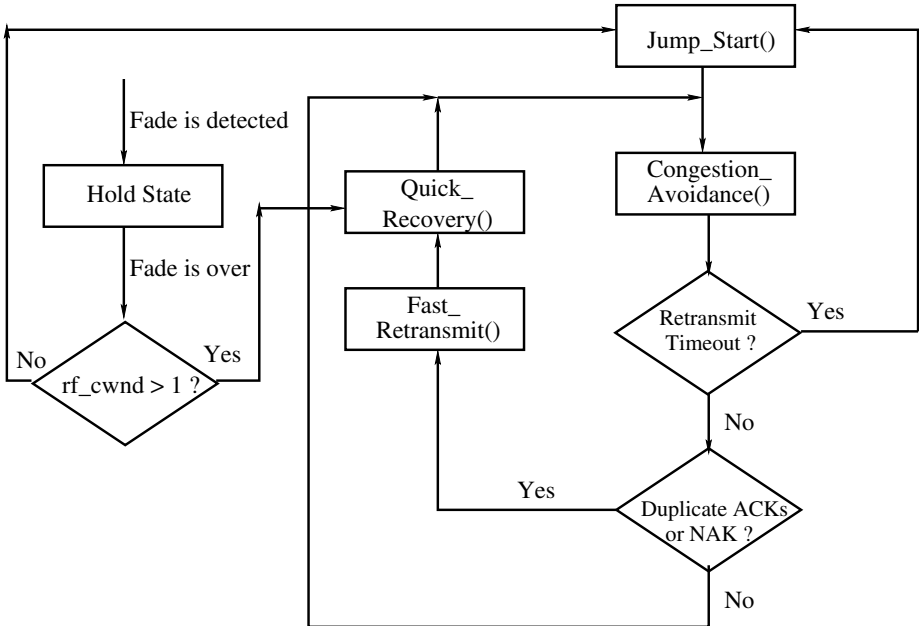 Jump_Start()
Fade is detected
Hold State
Quick_
Recovery()
Congestion_
Avoidance()
Fade is over
Fast_
Retransmit()
Retransmit
Timeout ?
Yes
No
Yes
rf_cwnd > 1 ?
No
Yes
Duplicate ACKs
or NAK ?
No